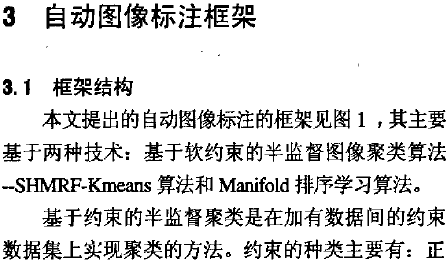 3 自动图像标注框架
3.1 框架结构
本文提出的自动图像标注的框架见图 1 ，其主要
基于两种技术：基于软约束的半监督图像聚类算法
--SHMRF-Kmeans 算法和 Manifold 排序学习算法。
基于约束的半监督聚类是在加有数据间的约束
数据集上实现聚类的方法。约束的种类主要有：正